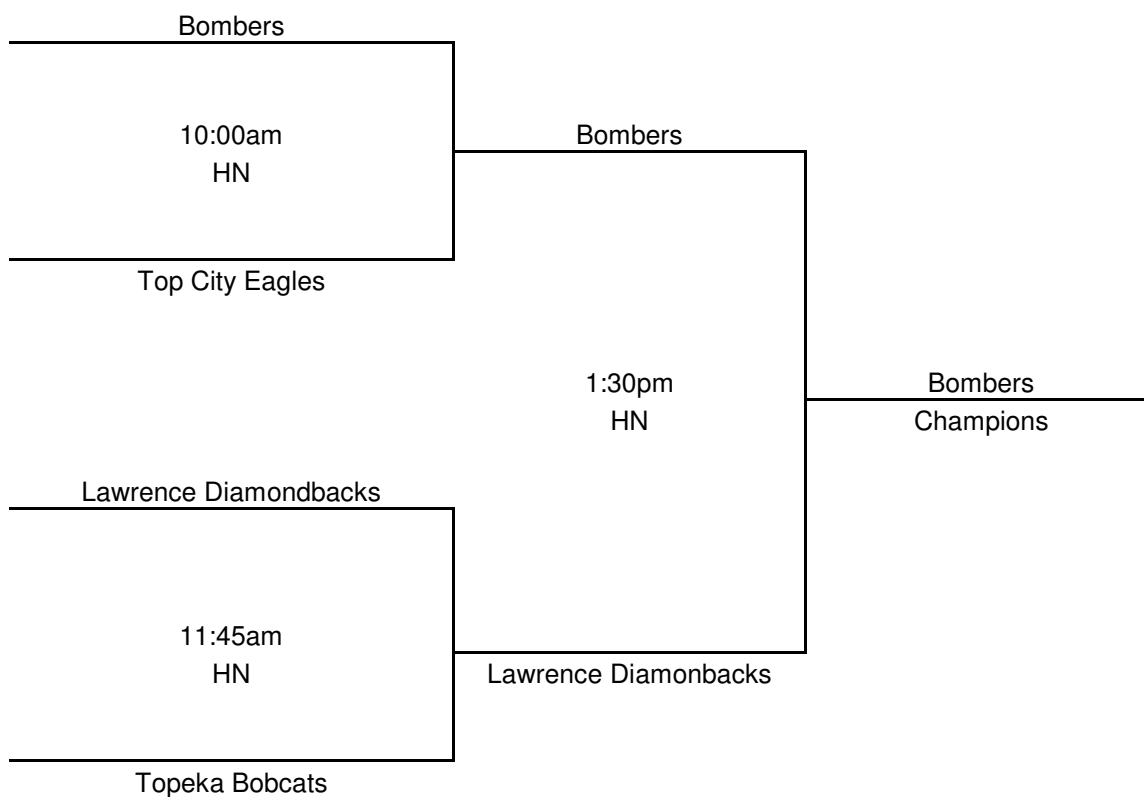 Bombers
10:00am
HN
Bombers
Top City Eagles
1:30pm
HN
Bombers
Champions
Lawrence Diamondbacks
11:45am
HN
Lawrence Diamonbacks
Topeka Bobcats